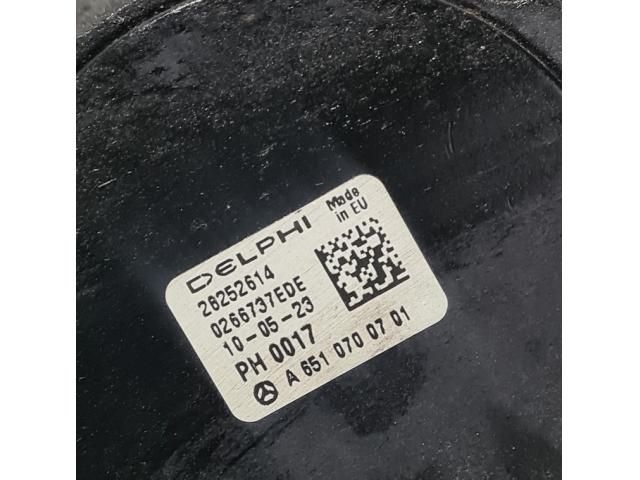 DELPHI
Made
in EU
28252614
0266737EDE
10-05-23
PH 0017
A 651 070 07 01